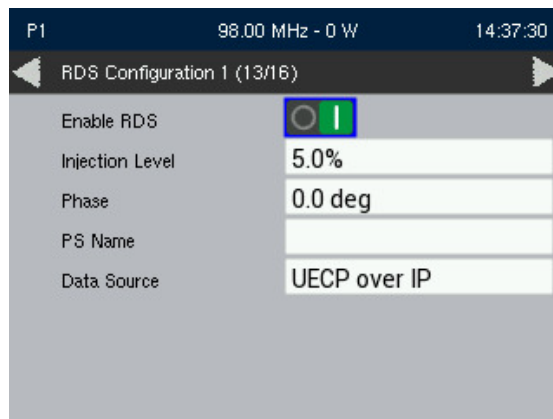 P1 98.00 MHz - 0 W 14:37:30
RDS Configuration 1 (13/16)
Enable RDS
Injection Level 5.0%
Phase 0.0 deg
PS Name
Data Source UECP over IP